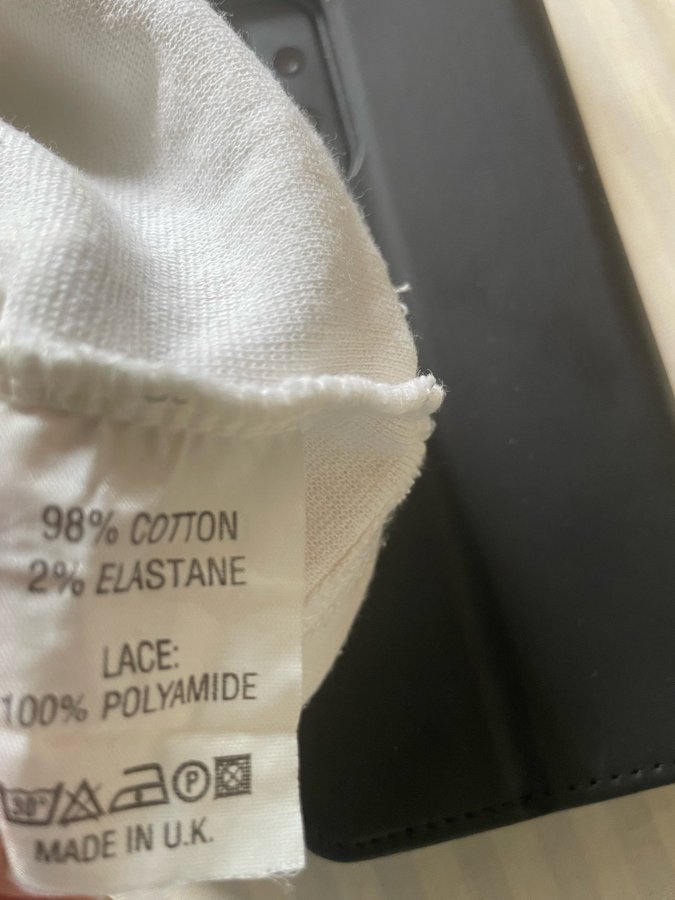 98% COTTON
2% ELASTANE
LACE:
100% POLYAMIDE
P
MADE IN U.K.